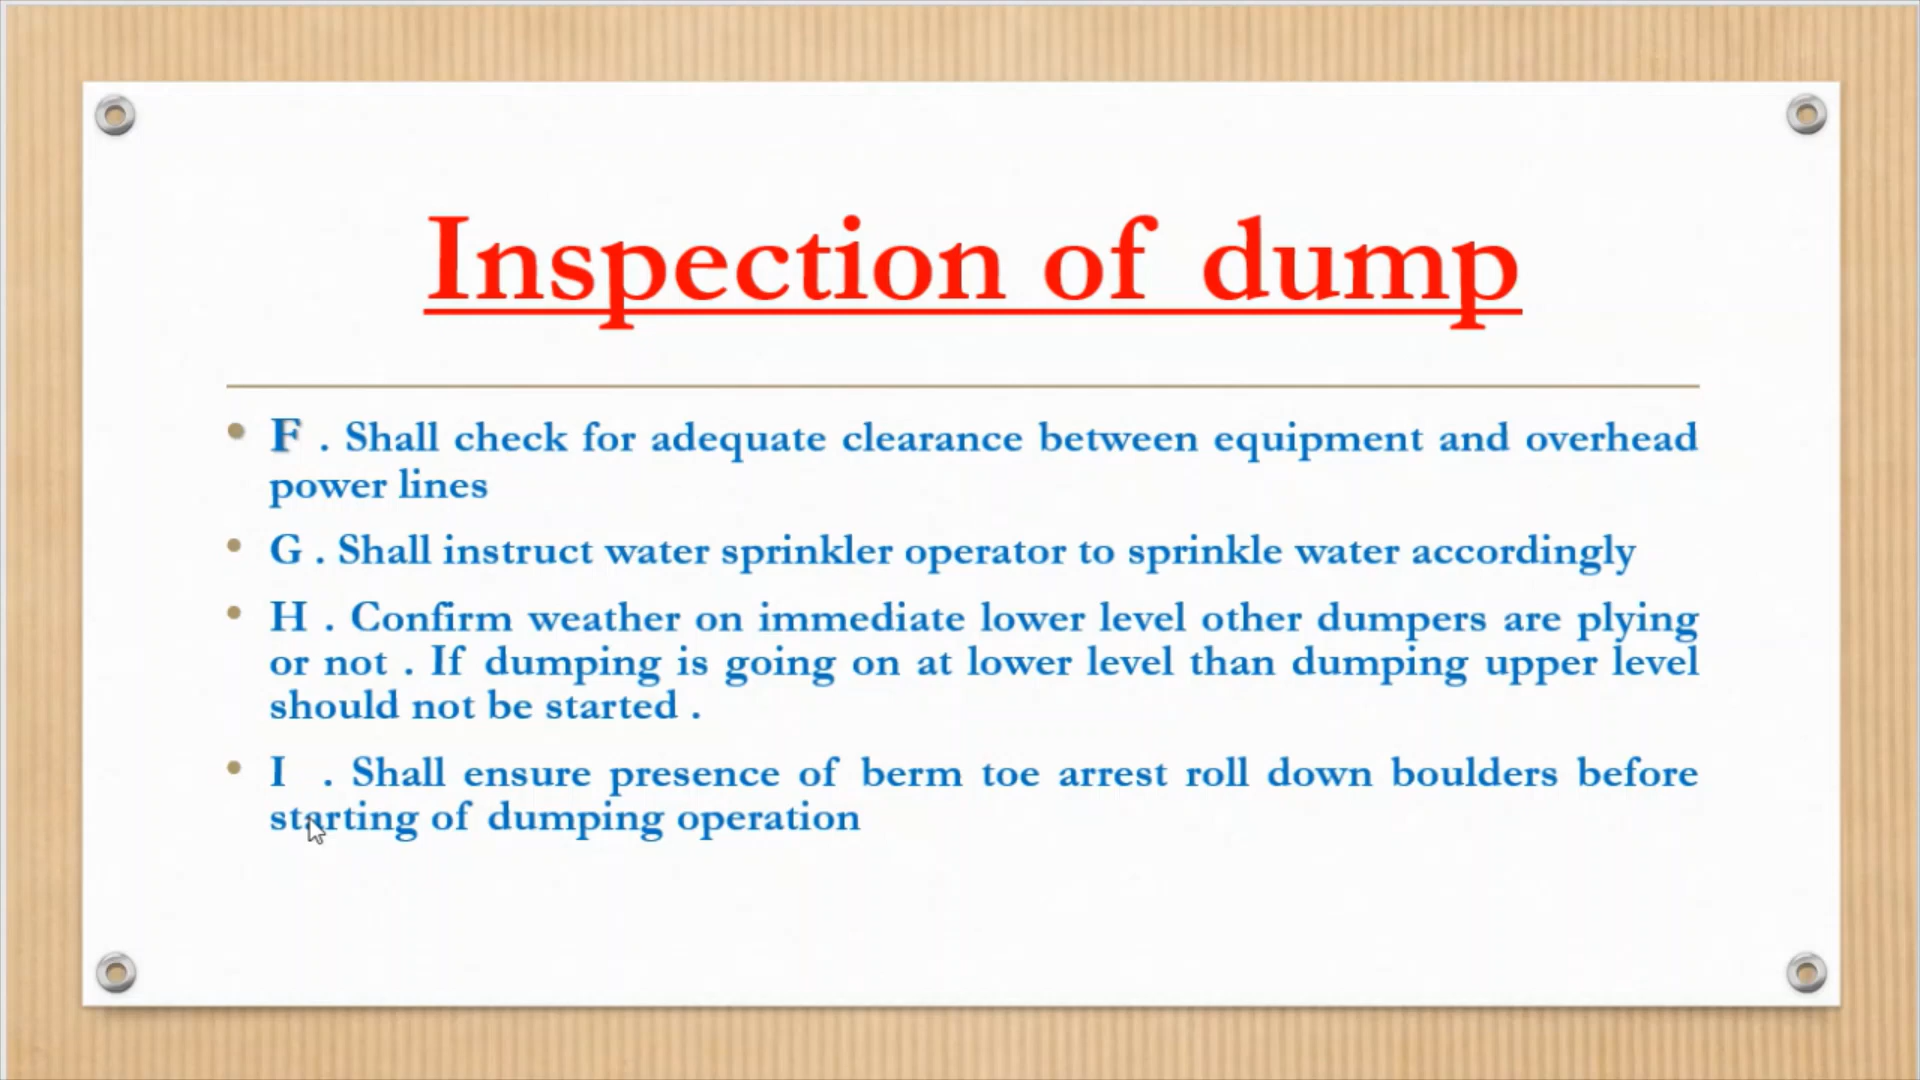 Inspection of dump
• F . Shall check for adequate clearance between equipment and overhead
power lines
• G . Shall instruct water sprinkler operator to sprinkle water accordingly
• H . Confirm weather on immediate lower level other dumpers are plying
or not . If dumping is going on at lower level than dumping upper level
should not be started .
• I . Shall ensure presence of berm toe arrest roll down boulders before
starting of dumping operation